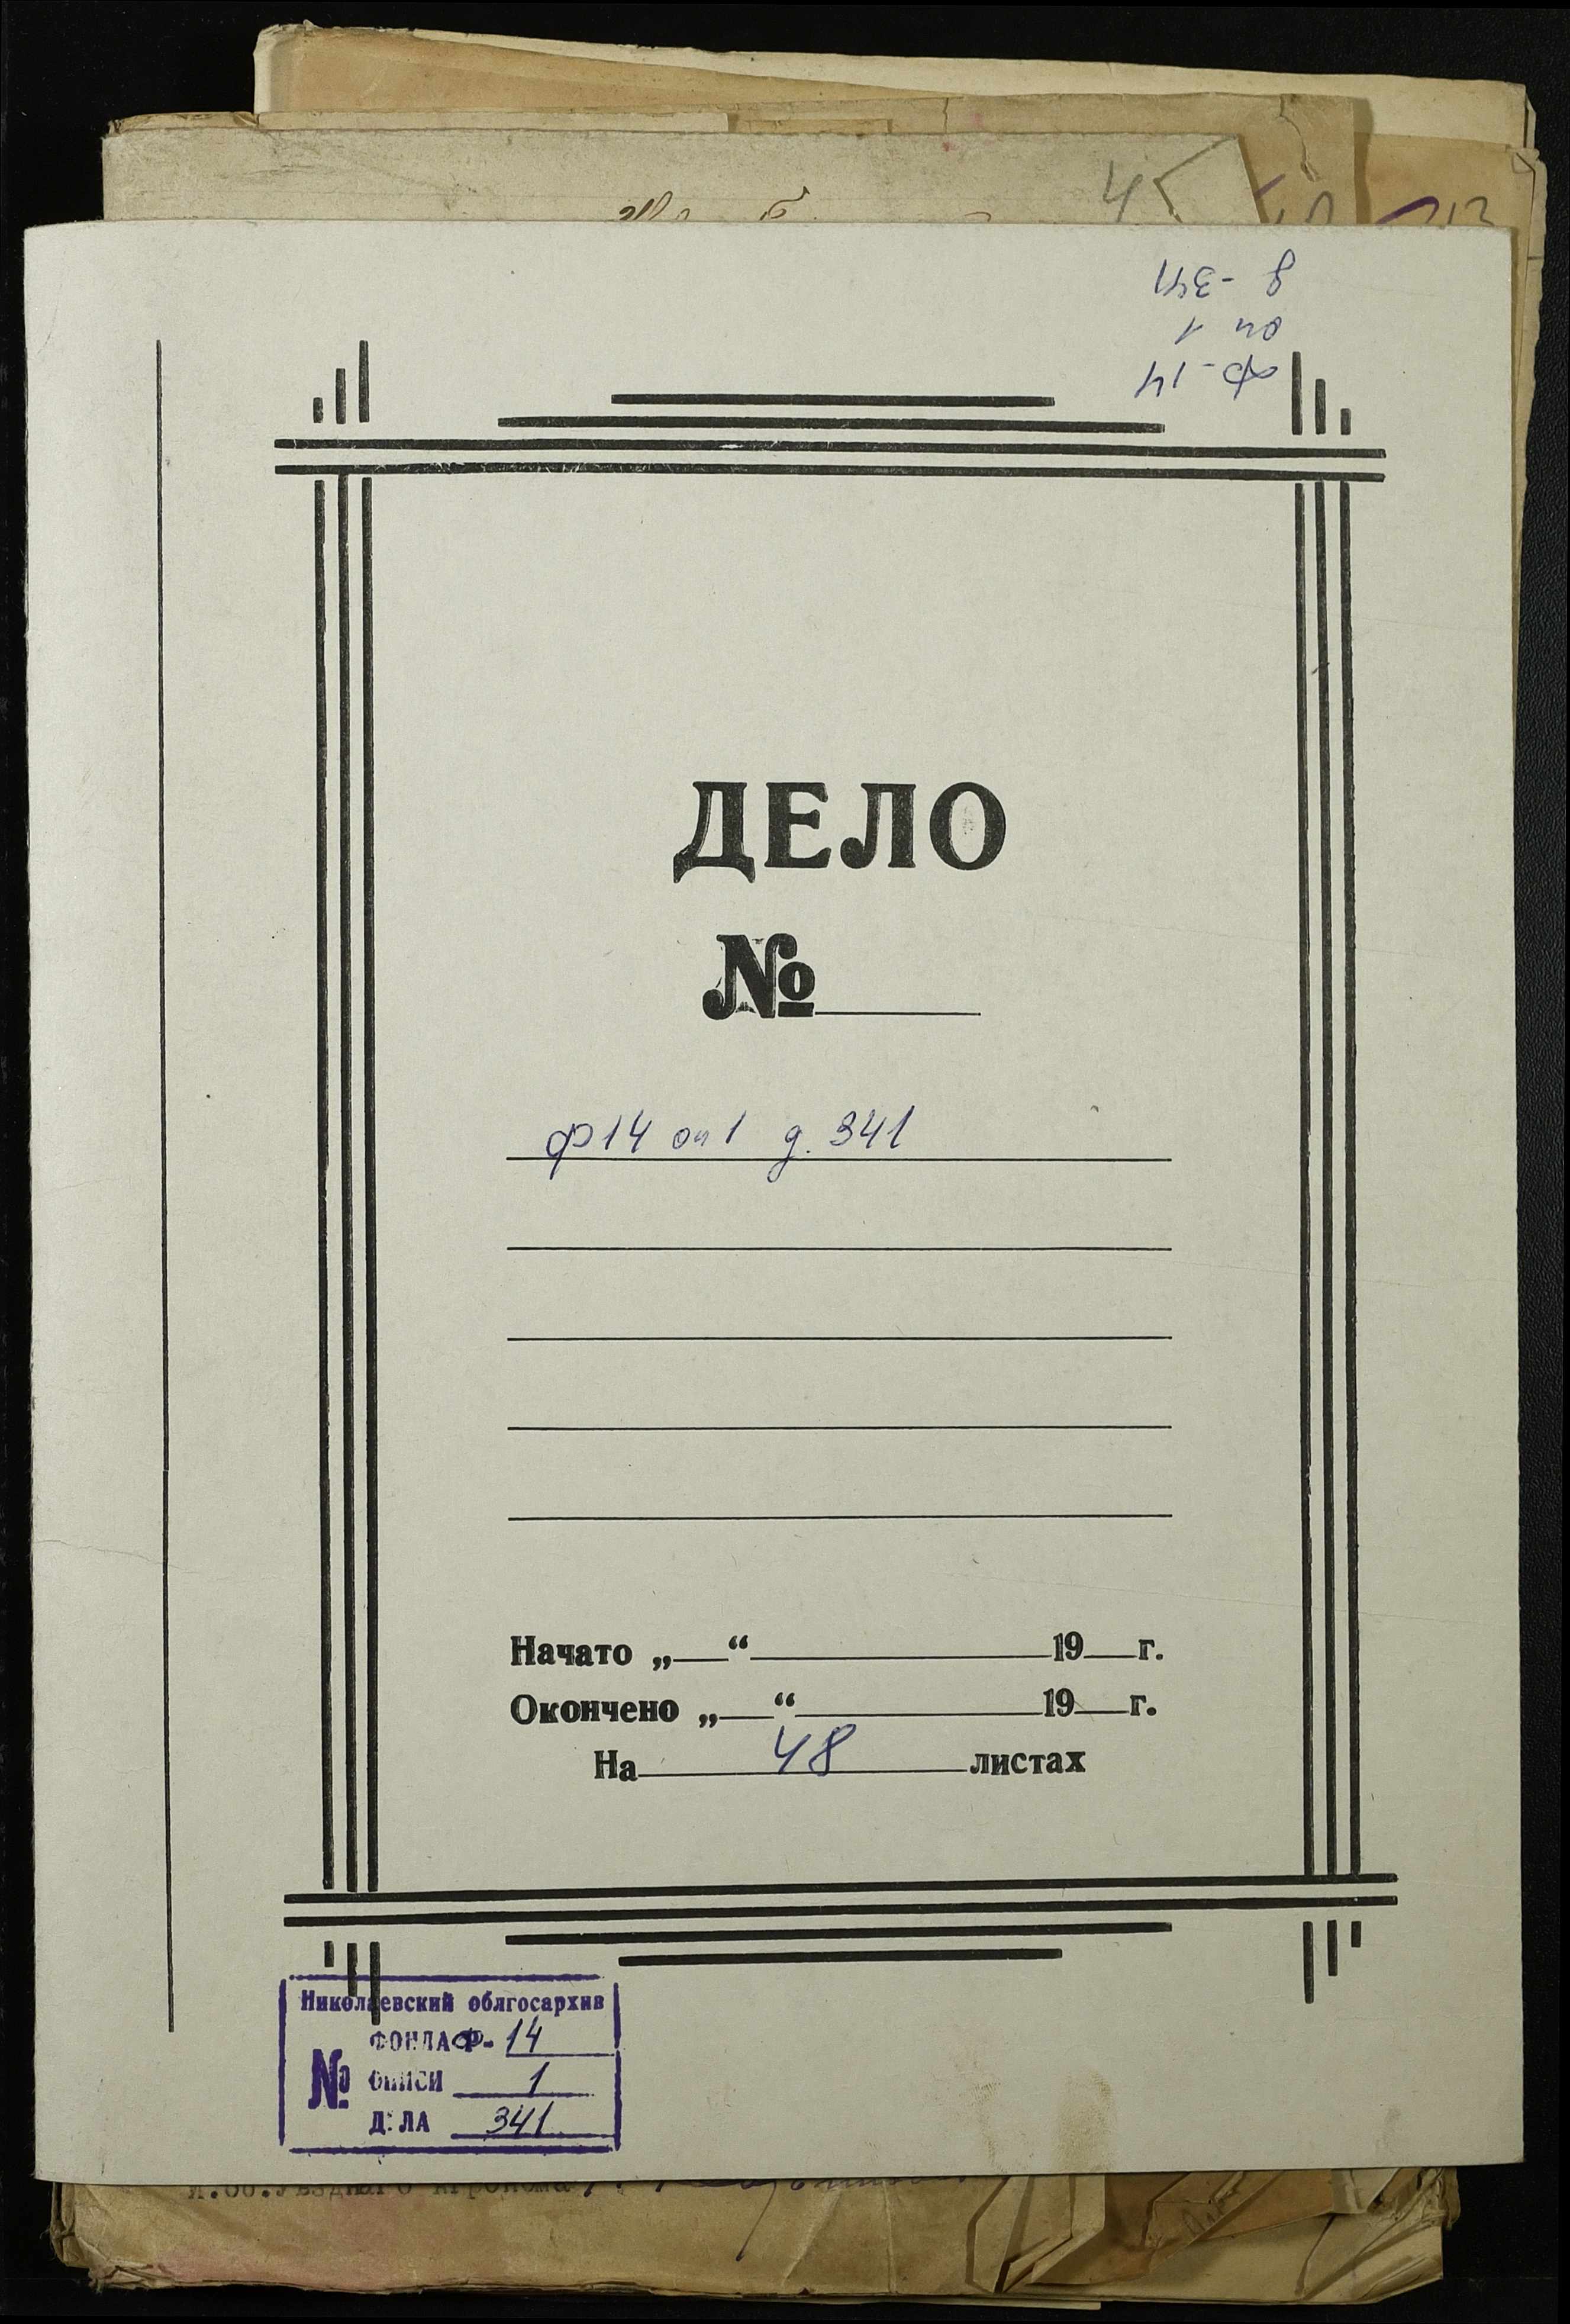 4
д - 341
оп 1
Ф - 14
ДЕЛО
№
ф14 оп1 д. 341
Начато „ “ 19 г.
Окончено „ “ 19 г.
На 48 листах
Николаевский облгосархив
№
ФОНДА Ф- 14
ОПИСИ 1
ДЕЛА 341